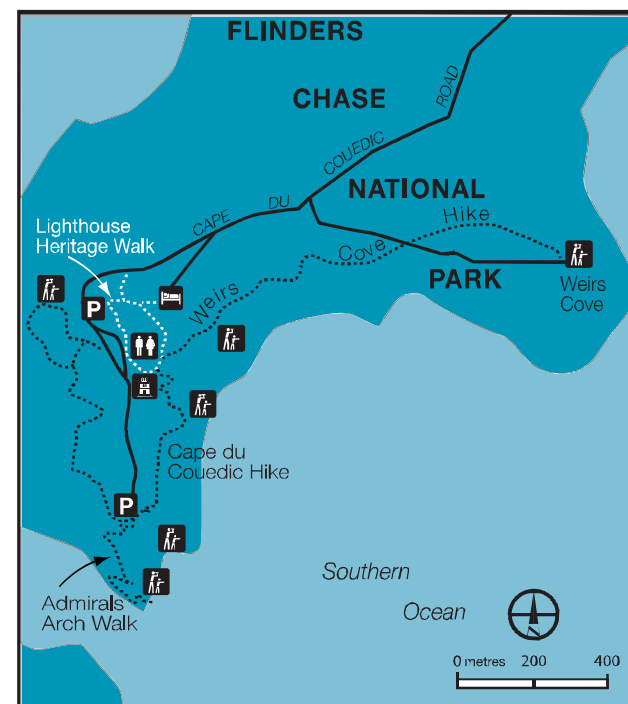 FLINDERS
CHASE
ROAD
COUEDIC
DU
CAPE
NATIONAL
Hike
Cove
Weirs
PARK
Weirs
Cove
Lighthouse
Heritage Walk
P
Cape du
Couedic Hike
P
Admirals
Arch Walk
Southern
Ocean
N
0 metres 200 400